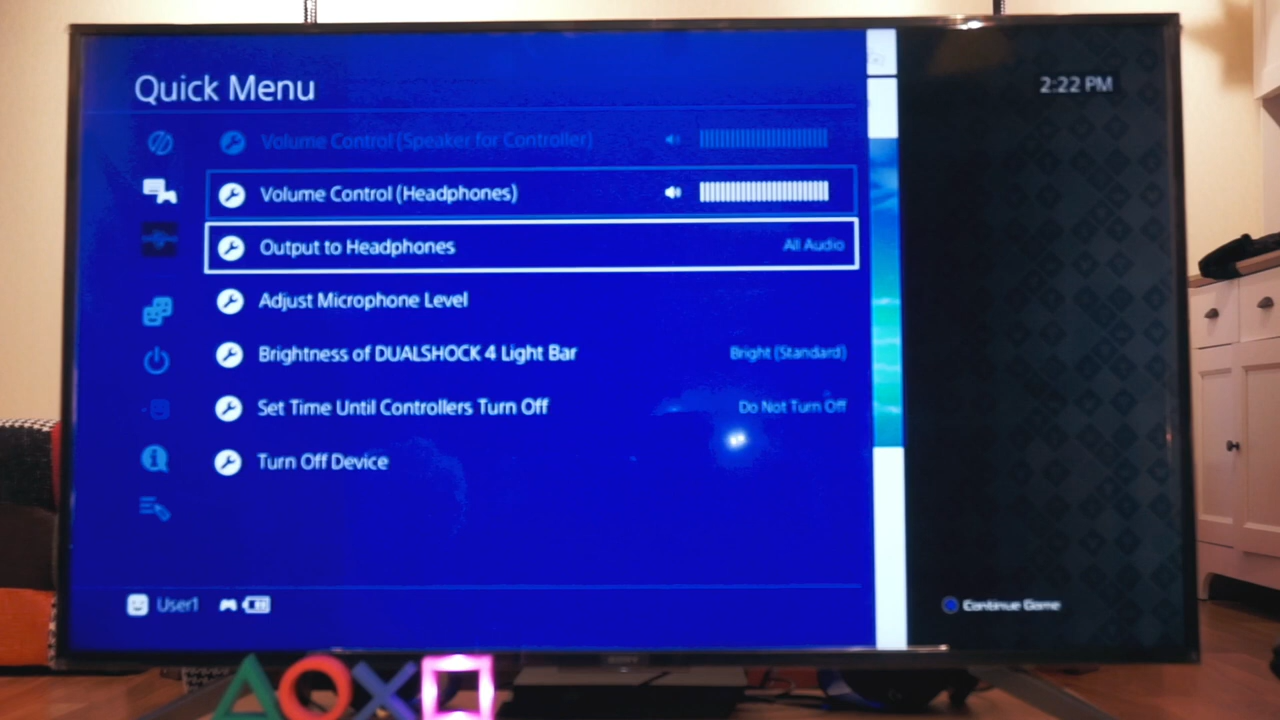 Quick Menu
2:22 PM
Volume Control (Speaker for Controller)
Volume Control (Headphones)
Output to Headphones All Audio
Adjust Microphone Level
Brightness of DUALSHOCK 4 Light Bar Bright (Standard)
Set Time Until Controllers Turn Off Do Not Turn Off
Turn Off Device
User1
Continue Game
SONY